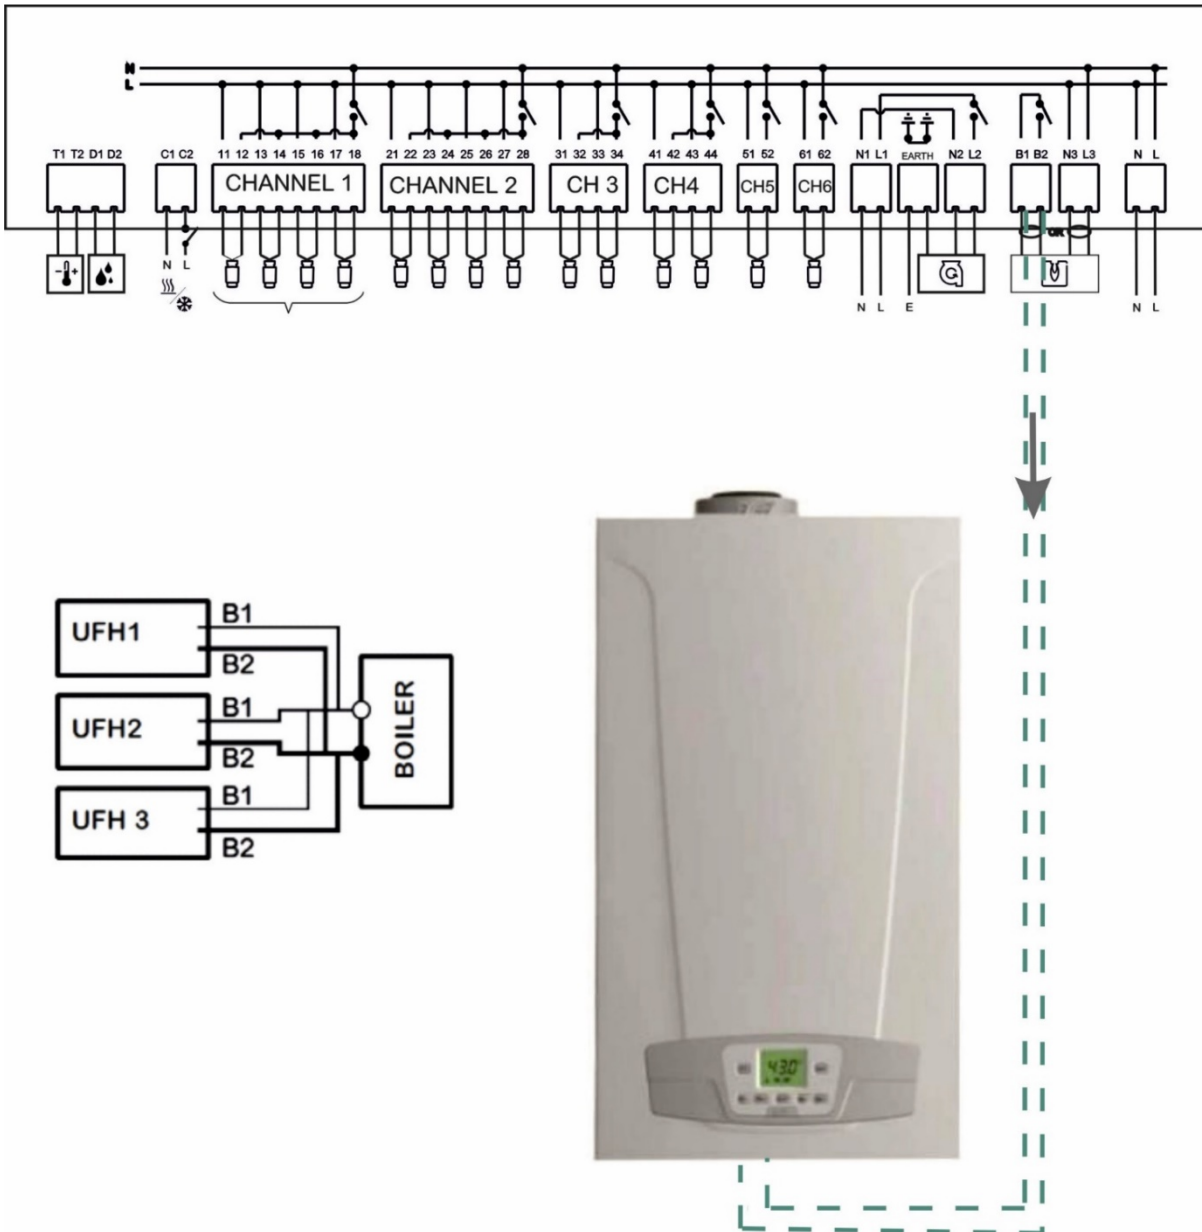 N
L
T1 T2 D1 D2 C1 C2 11 12 13 14 15 16 17 18 21 22 23 24 25 26 27 28 31 32 33 34 41 42 43 44 51 52 61 62 N1 L1 EARTH N2 L2 B1 B2 N3 L3 N L
CHANNEL 1 CHANNEL 2 CH 3 CH4 CH5 CH6
OR
N L
N L E N L
B1
UFH1
B2
B1
UFH2
B2
B1
UFH 3
B2
BOILER
43.0